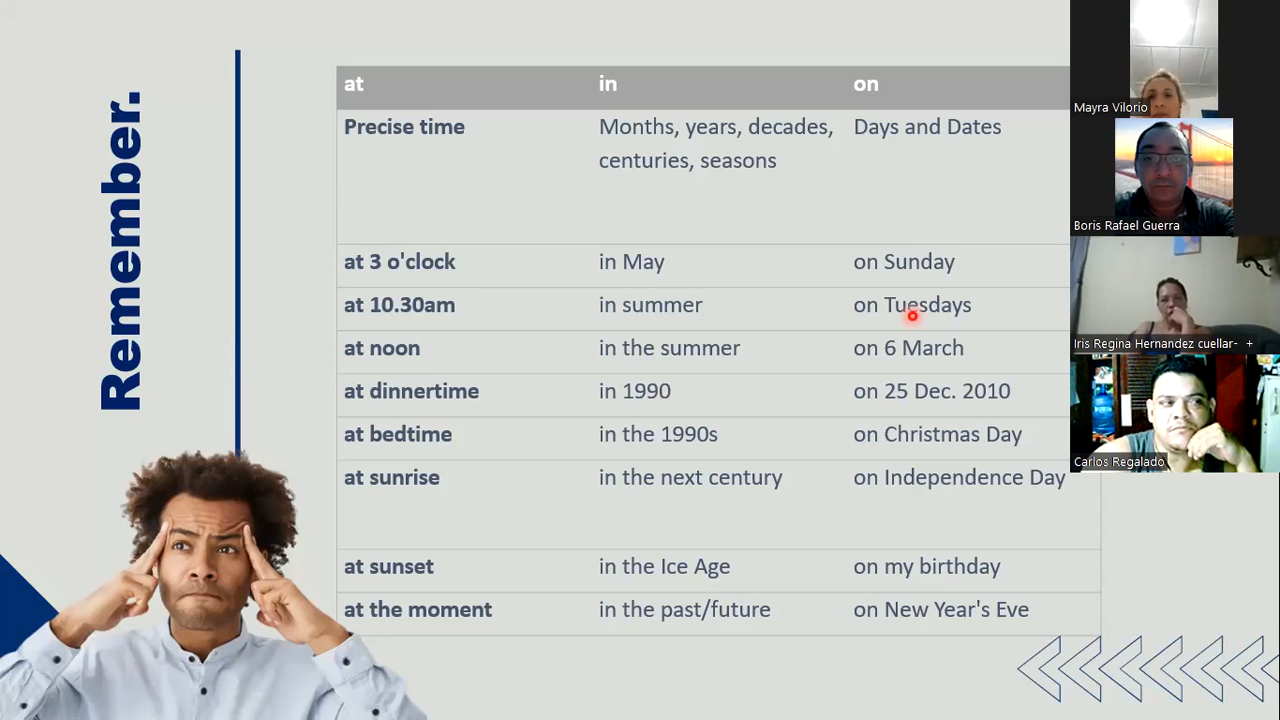 Remember.
at in on
Precise time Months, years, decades, Days and Dates
centuries, seasons
at 3 o'clock in May on Sunday
at 10.30am in summer on Tuesdays
at noon in the summer on 6 March
at dinnertime in 1990 on 25 Dec. 2010
at bedtime in the 1990s on Christmas Day
at sunrise in the next century on Independence Day
at sunset in the Ice Age on my birthday
at the moment in the past/future on New Year's Eve
Mayra Vilorio
Boris Rafael Guerra
Iris Regina Hernandez cuellar- +
Carlos Regalado